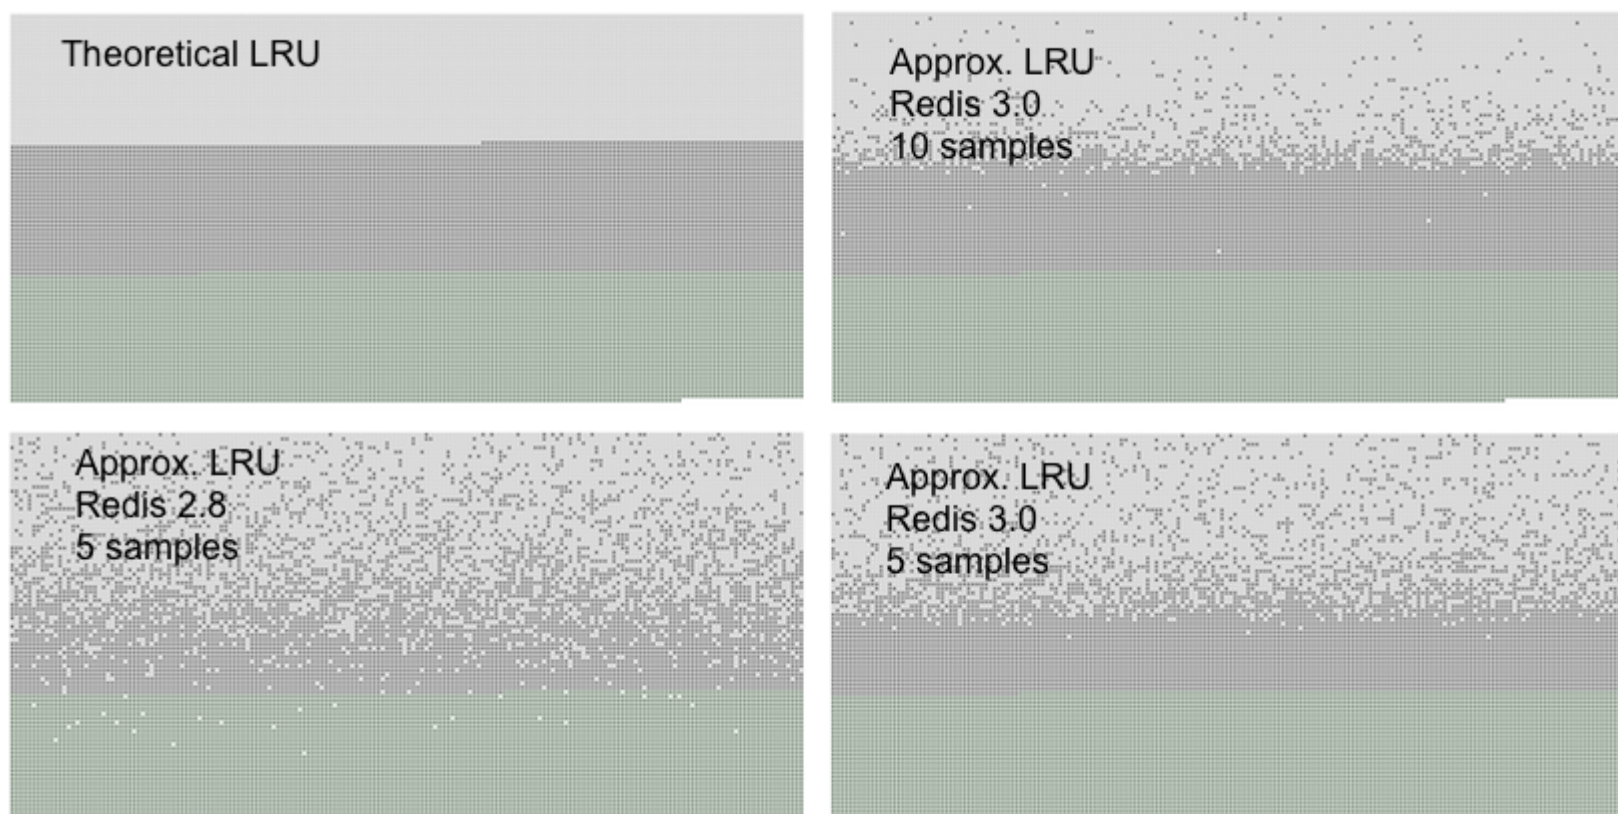 Theoretical LRU
Approx. LRU
Redis 3.0
10 samples
Approx. LRU
Redis 2.8
5 samples
Approx. LRU
Redis 3.0
5 samples